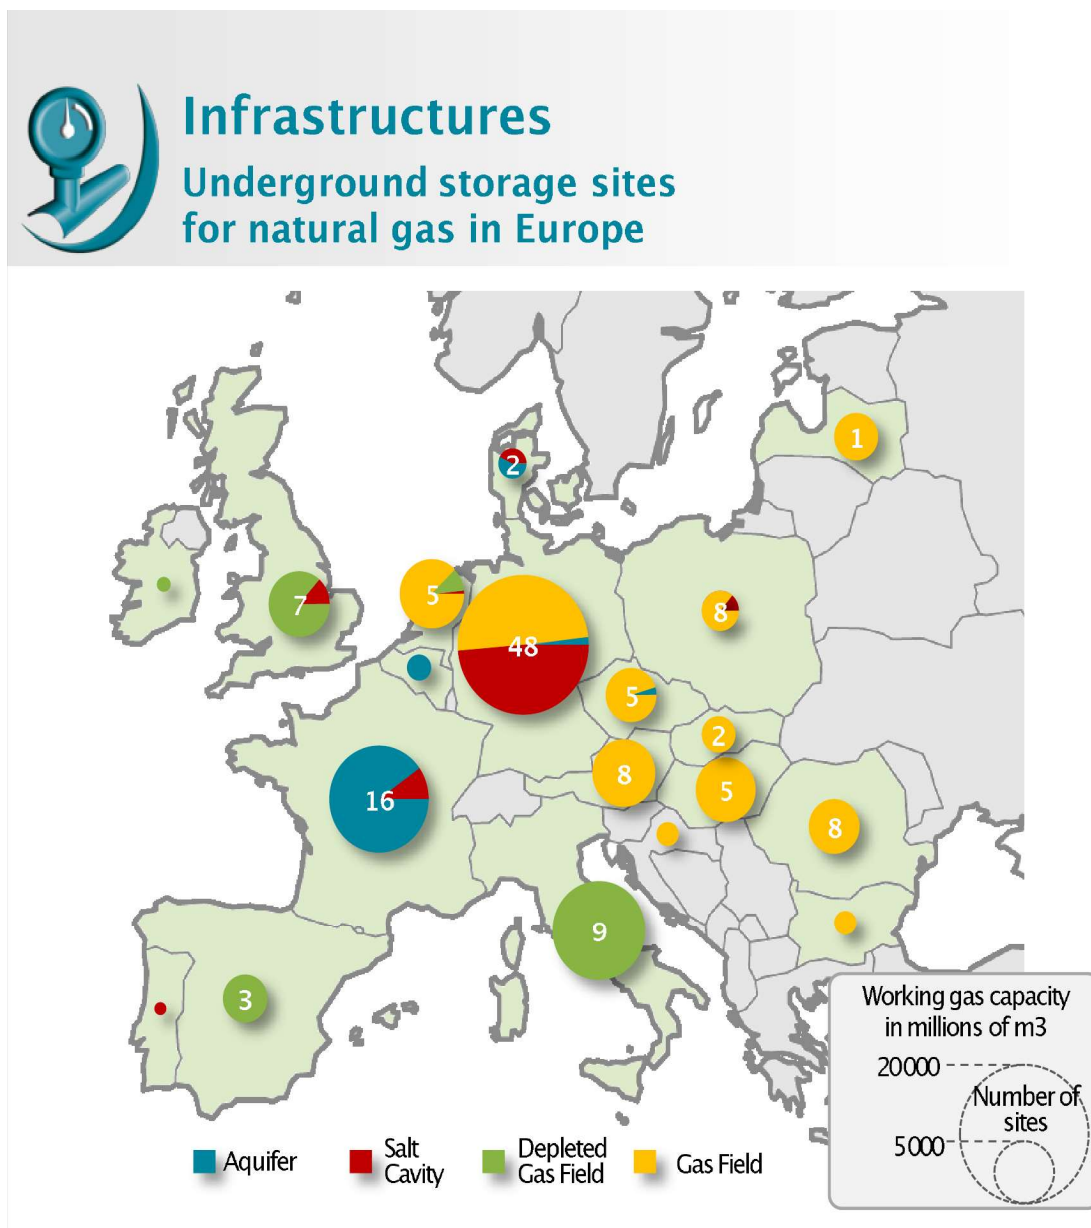 Infrastructures
Underground storage sites
for natural gas in Europe
1
2
7
5
48
8
5
2
8
5
16
8
9
3
Working gas capacity
in millions of m3
20000
Number of
sites
5000
Aquifer
Salt
Cavity
Depleted
Gas Field
Gas Field